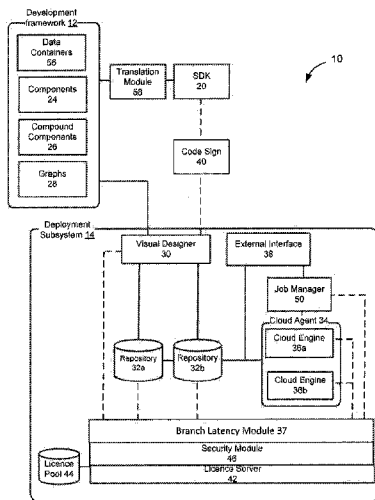 Development
framework 12
Data
Containers
56
Components
24
Compound
Components
26
Graphs
28
Translation
Module
58
SDK
20
10
Code Sign
40
Deployment
Subsystem 14
Visual Designer
30
External Interface
38
Job Manager
50
Cloud Agent 34
Cloud Engine
36a
Cloud Engine
36b
Repository
32a
Repository
32b
Branch Latency Module 37
Security Module
46
Licence Server
42
Licence
Pool 44